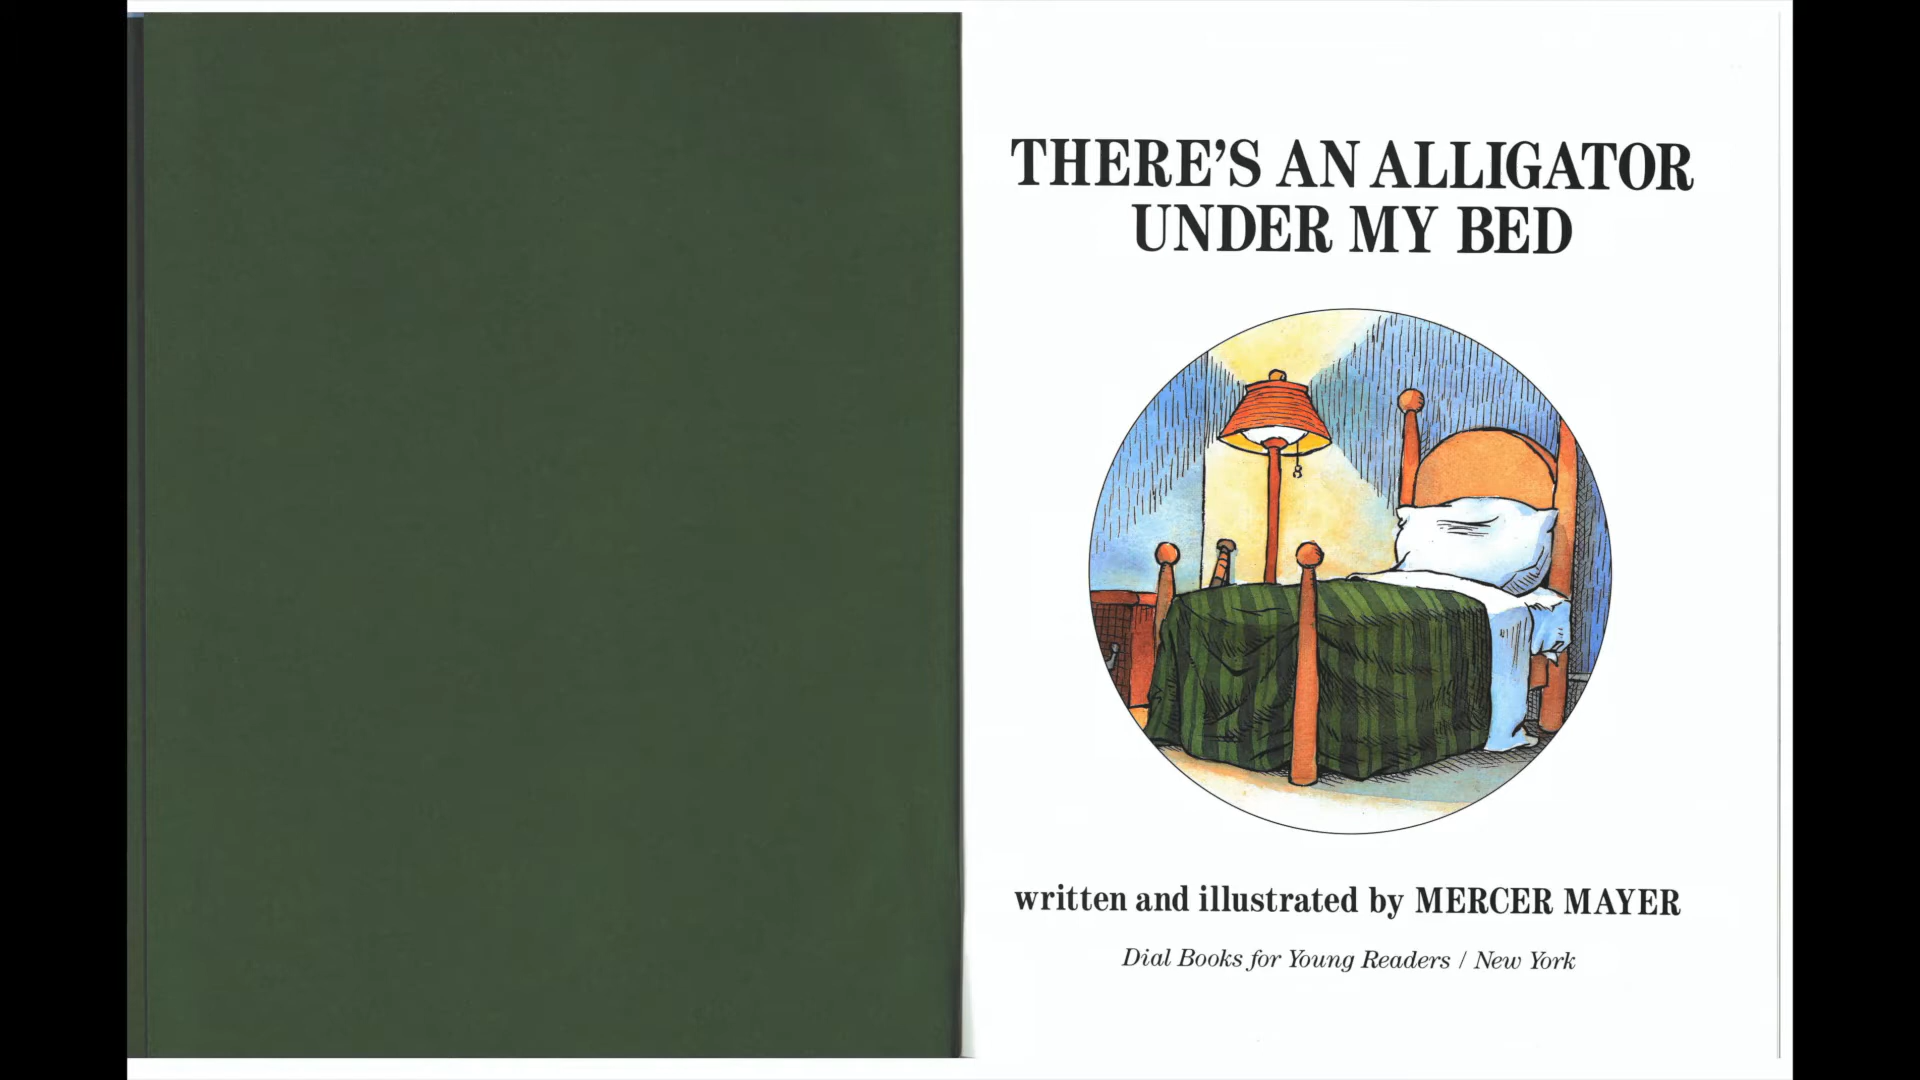 THERE'S AN ALLIGATOR
UNDER MY BED
written and illustrated by MERCER MAYER
Dial Books for Young Readers / New York